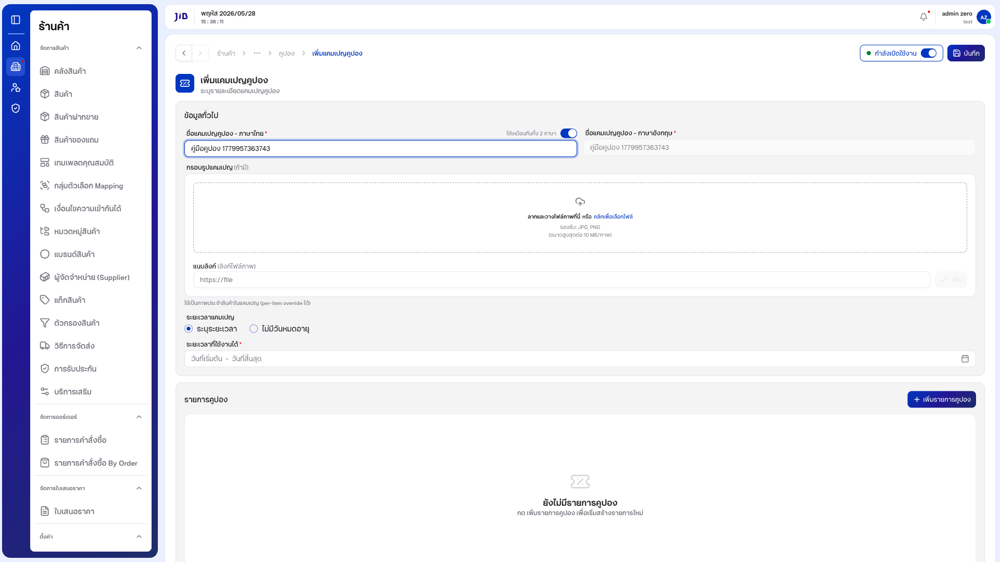 ร้านค้า
จัดการสินค้า
คลังสินค้า
สินค้า
สินค้าฝากขาย
สินค้าของแถม
เทมเพลตคุณสมบัติ
กลุ่มตัวเลือก Mapping
เงื่อนไขความเข้ากันได้
หมวดหมู่สินค้า
แบรนด์สินค้า
ผู้จัดจำหน่าย (Supplier)
แท็กสินค้า
ตัวกรองสินค้า
วิธีการจัดส่ง
การรับประกัน
บริการเสริม
จัดการออร์เดอร์
รายการคำสั่งซื้อ
รายการคำสั่งซื้อ By Order
จัดการใบเสนอราคา
ใบเสนอราคา
ตั้งค่า
JIB
พฤหัส 2026/05/28
15 : 36 : 11
admin zero
test
AZ
ร้านค้า
คูปอง
เพิ่มแคมเปญคูปอง
กำลังเปิดใช้งาน
บันทึก
เพิ่มแคมเปญคูปอง
ระบุรายละเอียดแคมเปญคูปอง
ข้อมูลทั่วไป
ชื่อแคมเปญคูปอง - ภาษาไทย*
ใช้เหมือนกันทั้ง 2 ภาษา
ชื่อแคมเปญคูปอง - ภาษาอังกฤษ *
คู่มือคูปอง 1779957363743
คู่มือคูปอง 1779957363743
กรอบรูปแคมเปญ (ถ้ามี)
ลากและวางไฟล์ภาพที่นี่ หรือ คลิกเพื่อเลือกไฟล์
รองรับ: JPG, PNG
(ขนาดสูงสุดต่อ 10 MB/ภาพ)
แนบลิงก์ (ลิงก์ไฟล์ภาพ)
https://file
เพิ่ม
ใช้เป็นภาพประจำสินค้าในแคมเปญ (per-item override ได้)
ระยะเวลาแคมเปญ
ระบุระยะเวลา
ไม่มีวันหมดอายุ
ระยะเวลาที่ใช้งานได้*
วันที่เริ่มต้น - วันที่สิ้นสุด
รายการคูปอง
เพิ่มรายการคูปอง
ยังไม่มีรายการคูปอง
กด เพิ่มรายการคูปอง เพื่อเริ่มสร้างรายการใหม่